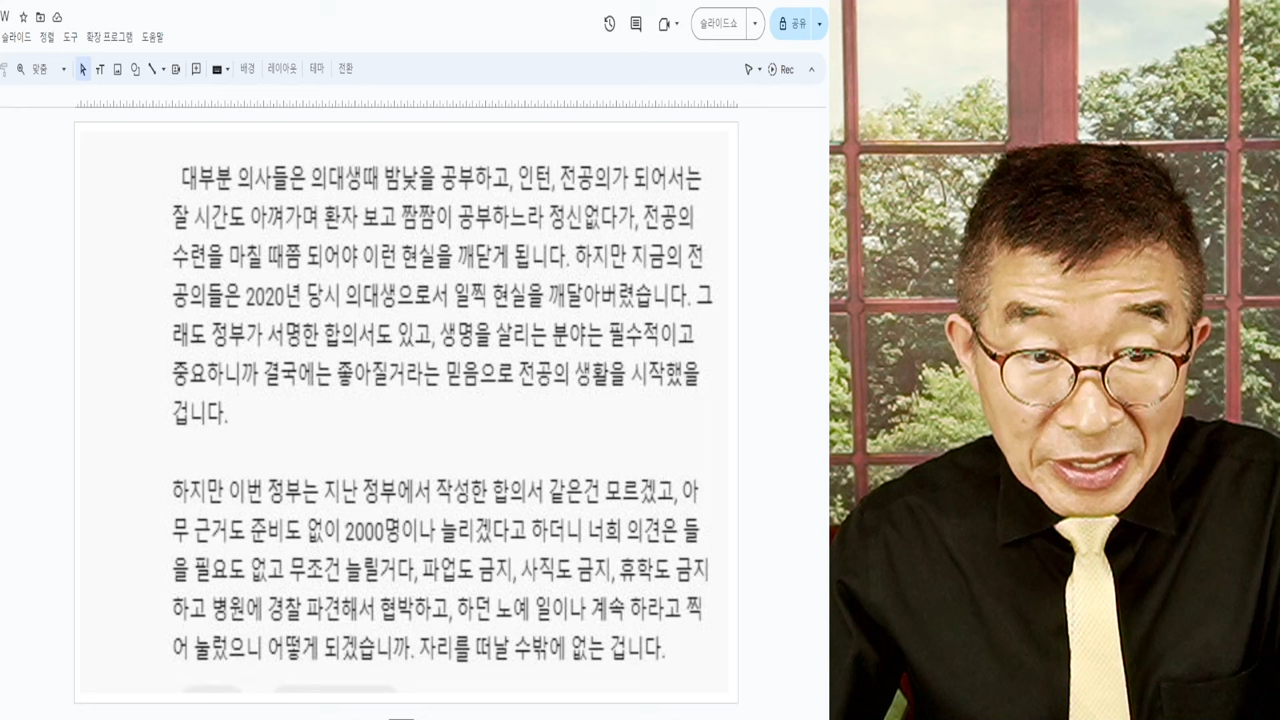 W
슬라이드 정렬 도구 확장 프로그램 도움말
슬라이드쇼
공유
맞춤
배경 레이아웃 테마 전환
Rec
대부분 의사들은 의대생때 밤낮을 공부하고, 인턴, 전공의가 되어서는
잘 시간도 아껴가며 환자 보고 짬짬이 공부하느라 정신없다가, 전공의
수련을 마칠 때쯤 되어야 이런 현실을 깨닫게 됩니다. 하지만 지금의 전
공의들은 2020년 당시 의대생으로서 일찍 현실을 깨달아버렸습니다. 그
래도 정부가 서명한 합의서도 있고, 생명을 살리는 분야는 필수적이고
중요하니까 결국에는 좋아질거라는 믿음으로 전공의 생활을 시작했을
겁니다.
하지만 이번 정부는 지난 정부에서 작성한 합의서 같은건 모르겠고, 아
무 근거도 준비도 없이 2000명이나 늘리겠다고 하더니 너희 의견은 들
을 필요도 없고 무조건 늘릴거다, 파업도 금지, 사직도 금지, 휴학도 금지
하고 병원에 경찰 파견해서 협박하고, 하던 노예 일이나 계속 하라고 찍
어 눌렀으니 어떻게 되겠습니까. 자리를 떠날 수밖에 없는 겁니다.